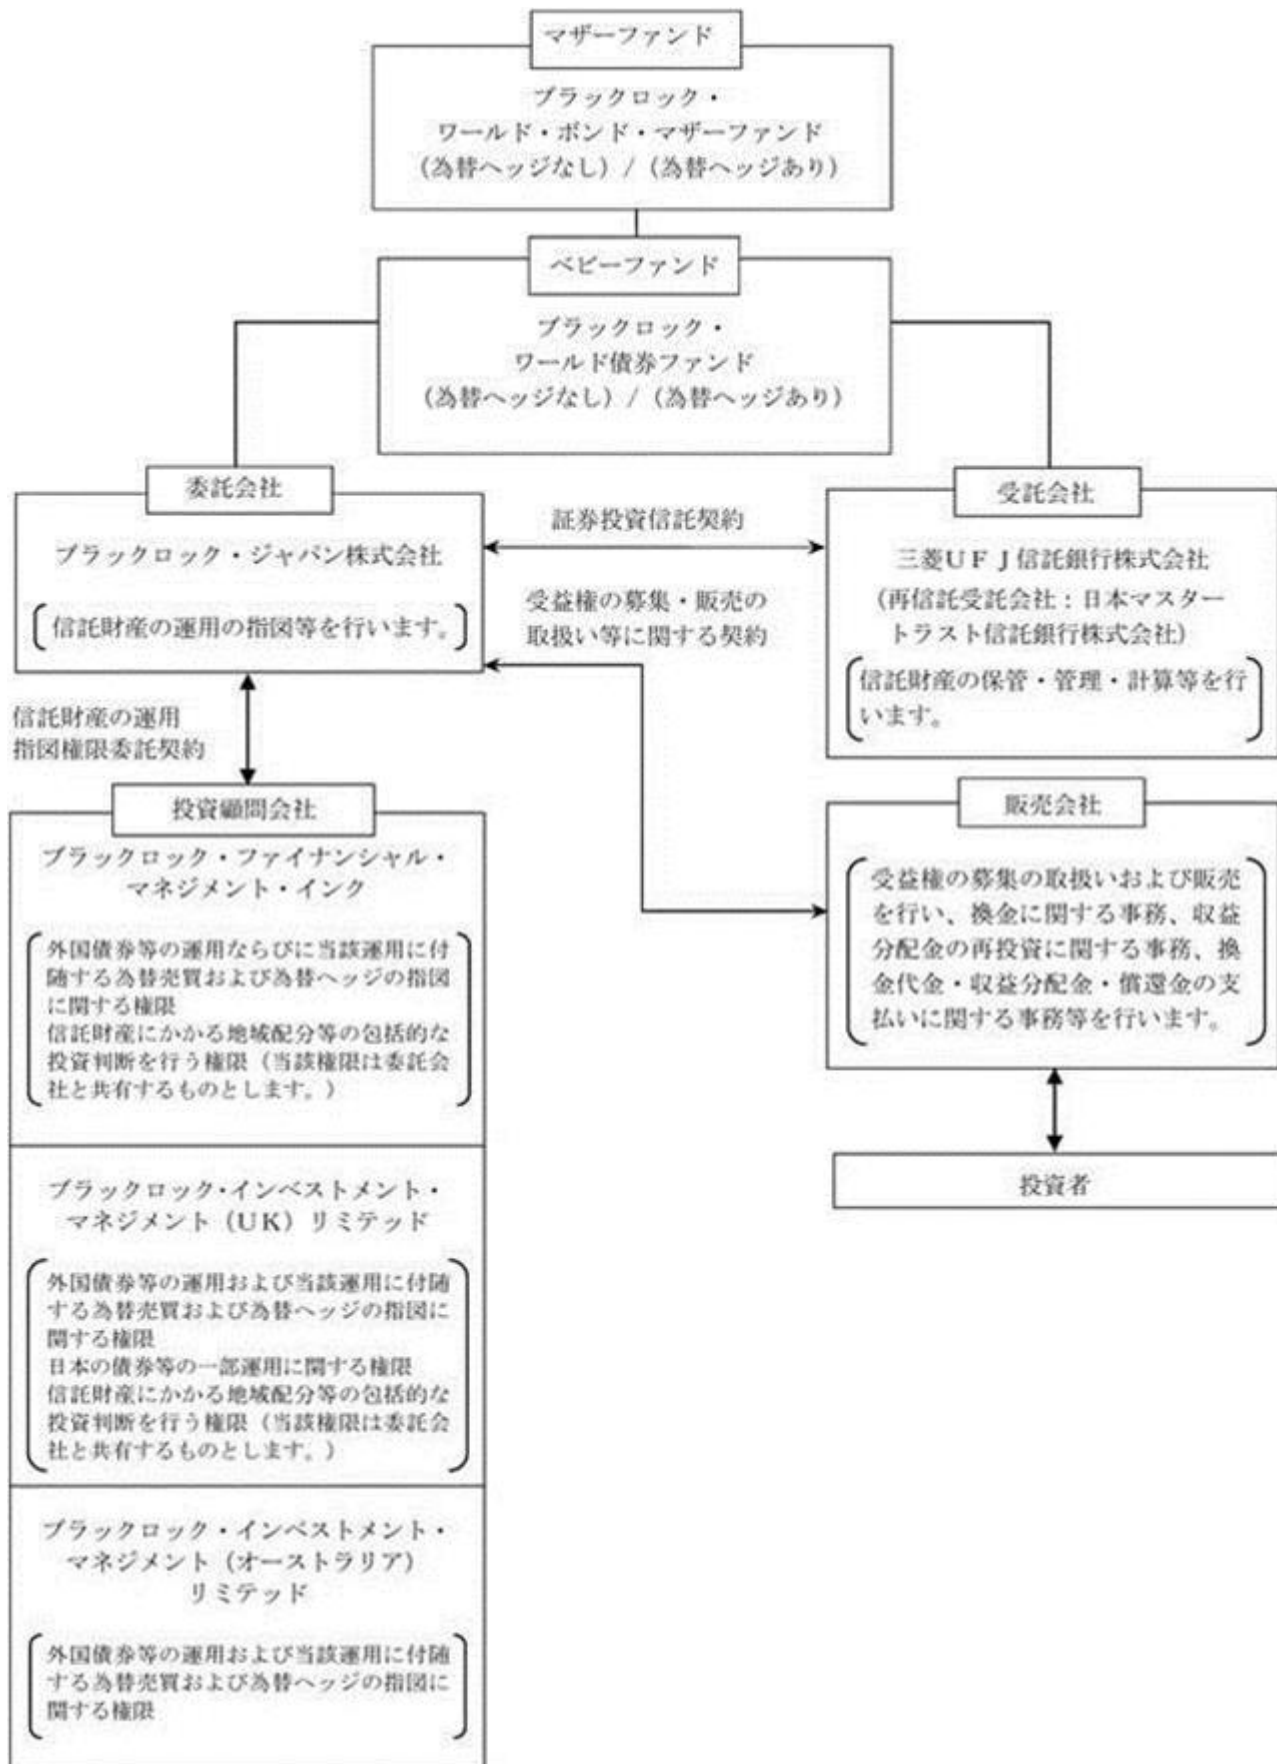 マザーファンド
ブラックロック・
ワールド・ボンド・マザーファンド
(為替ヘッジなし) / (為替ヘッジあり)
ベビーファンド
ブラックロック・
ワールド債券ファンド
(為替ヘッジなし) / (為替ヘッジあり)
委託会社
ブラックロック・ジャパン株式会社
信託財産の運用の指図等を行います。
証券投資信託契約
受益権の募集・販売の
取扱い等に関する契約
受託会社
三菱UFJ信託銀行株式会社
(再信託受託会社:日本マスター
トラスト信託銀行株式会社)
信託財産の保管・管理・計算等を行
います。
信託財産の運用
指図権限委託契約
投資顧問会社
ブラックロック・ファイナンシャル・
マネジメント・インク
外国債券等の運用ならびに当該運用に付
随する為替売買および為替ヘッジの指図
に関する権限
信託財産にかかる地域配分等の包括的な
投資判断を行う権限(当該権限は委託会
社と共有するものとします。)
ブラックロック・インベストメント・
マネジメント(UK)リミテッド
外国債券等の運用および当該運用に付随
する為替売買および為替ヘッジの指図に
関する権限
日本の債券等の一部運用に関する権限
信託財産にかかる地域配分等の包括的な
投資判断を行う権限(当該権限は委託会
社と共有するものとします。)
ブラックロック・インベストメント・
マネジメント(オーストラリア)
リミテッド
外国債券等の運用および当該運用に付随
する為替売買および為替ヘッジの指図に
関する権限
販売会社
受益権の募集の取扱いおよび販売
を行い、換金に関する事務、収益
分配金の再投資に関する事務、換
金代金・収益分配金・償還金の支
払いに関する事務等を行います。
投資者